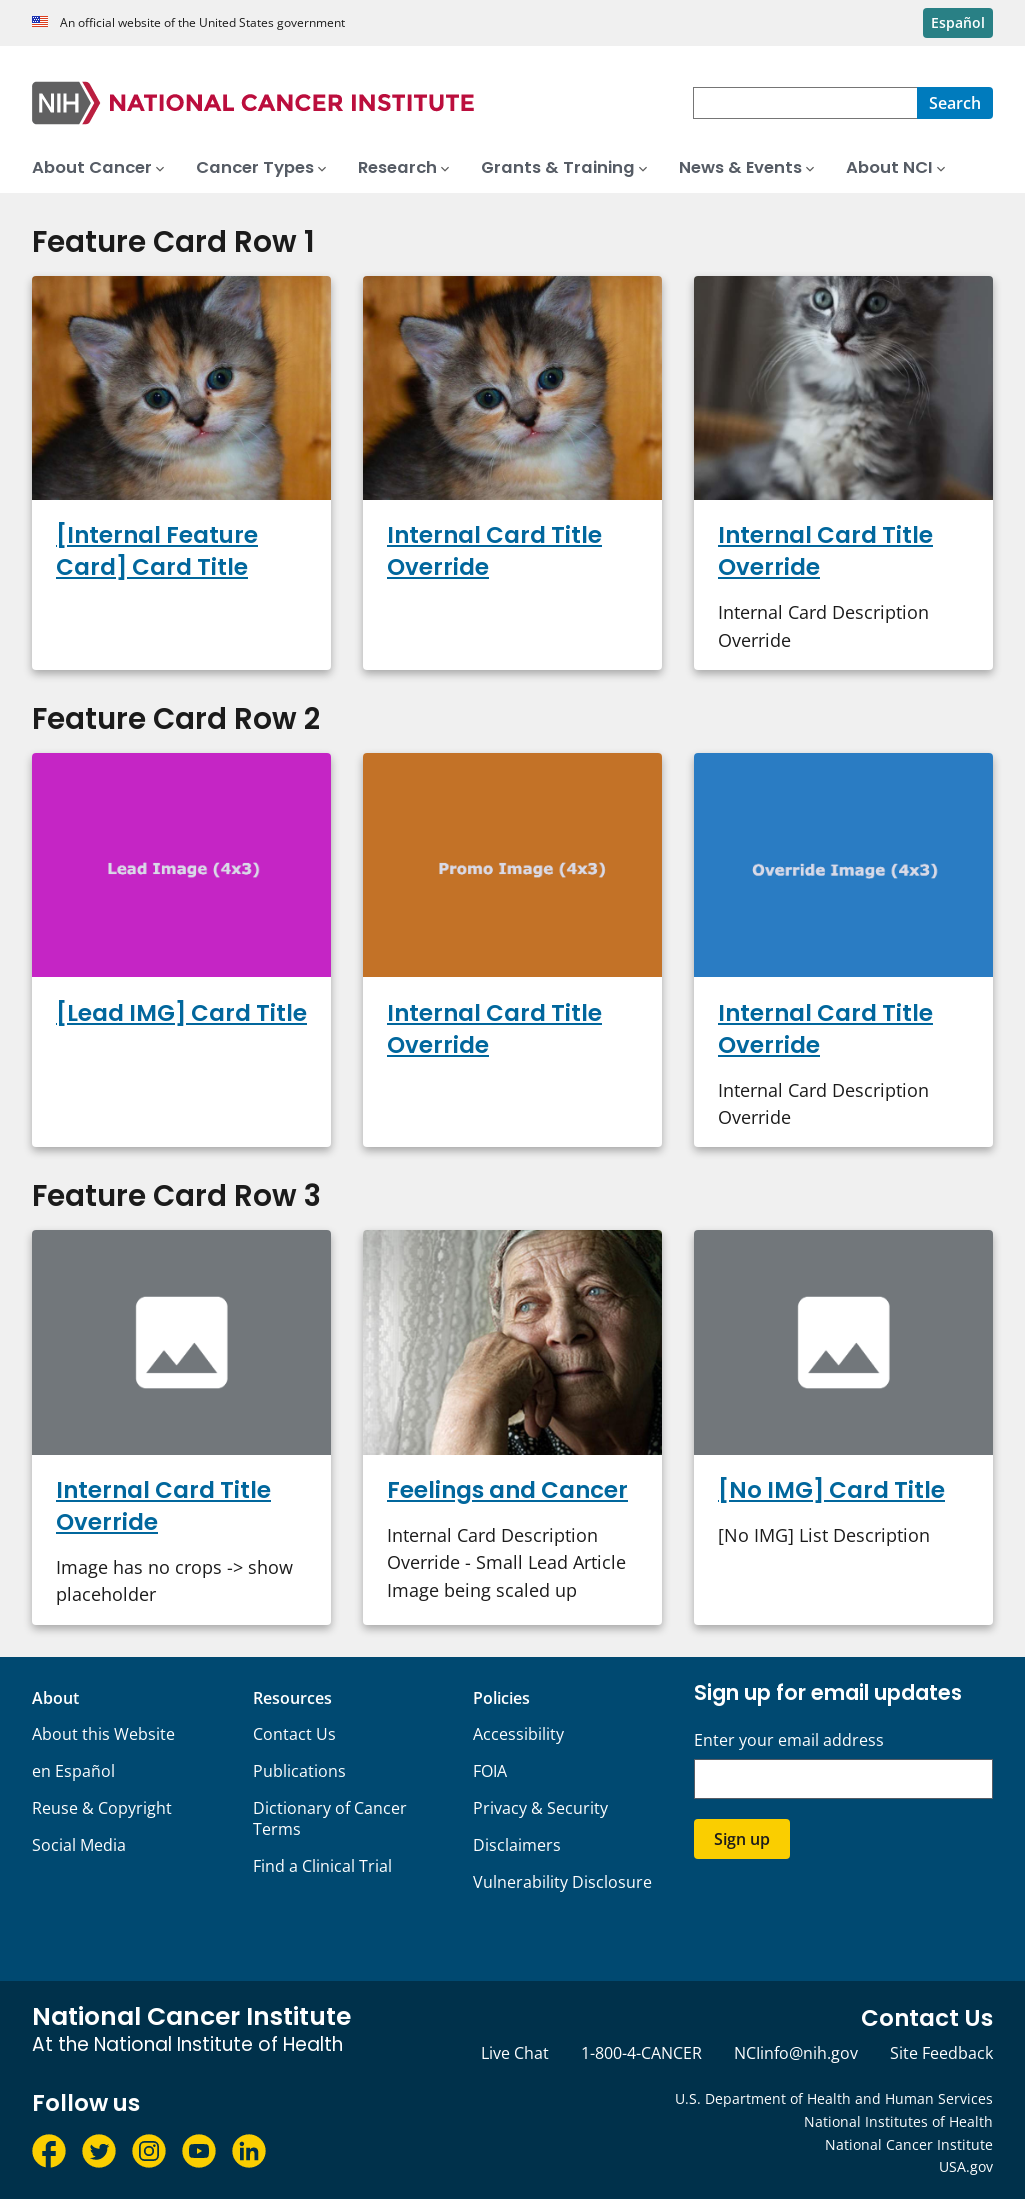 An official website of the United States government
Español
NIH NATIONAL CANCER INSTITUTE
Search
About Cancer
Cancer Types
Research
Grants & Training
News & Events
About NCI
Feature Card Row 1
[Internal Feature
Card] Card Title
Internal Card Title
Override
Internal Card Title
Override
Internal Card Description
Override
Feature Card Row 2
Lead Image (4x3)
Promo Image (4x3)
Override Image (4x3)
[Lead IMG] Card Title
Internal Card Title
Override
Internal Card Title
Override
Internal Card Description
Override
Feature Card Row 3
Internal Card Title
Override
Image has no crops -> show
placeholder
Feelings and Cancer
Internal Card Description
Override - Small Lead Article
Image being scaled up
[No IMG] Card Title
[No IMG] List Description
About
About this Website
en Español
Reuse & Copyright
Social Media
Resources
Contact Us
Publications
Dictionary of Cancer
Terms
Find a Clinical Trial
Policies
Accessibility
FOIA
Privacy & Security
Disclaimers
Vulnerability Disclosure
Sign up for email updates
Enter your email address
Sign up
National Cancer Institute
At the National Institute of Health
Follow us
Contact Us
Live Chat
1-800-4-CANCER
NCIinfo@nih.gov
Site Feedback
U.S. Department of Health and Human Services
National Institutes of Health
National Cancer Institute
USA.gov